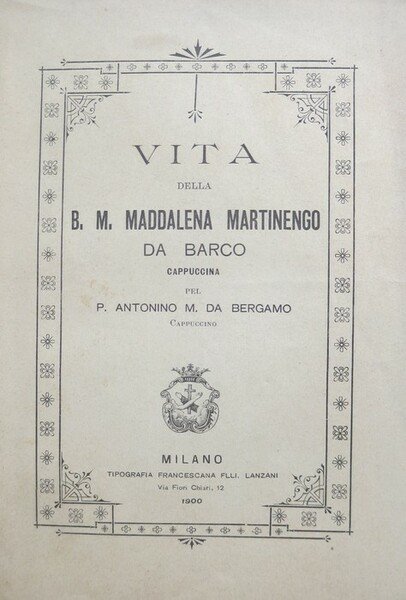 VITA
DELLA
B. M. MADDALENA MARTINENGO
DA BARCO
CAPPUCCINA
PEL
P. ANTONINO M. DA BERGAMO
CAPPUCCINO
MILANO
TIPOGRAFIA FRANCESCANA FLLI. LANZANI
Via Fiori Chiari, 12
1900